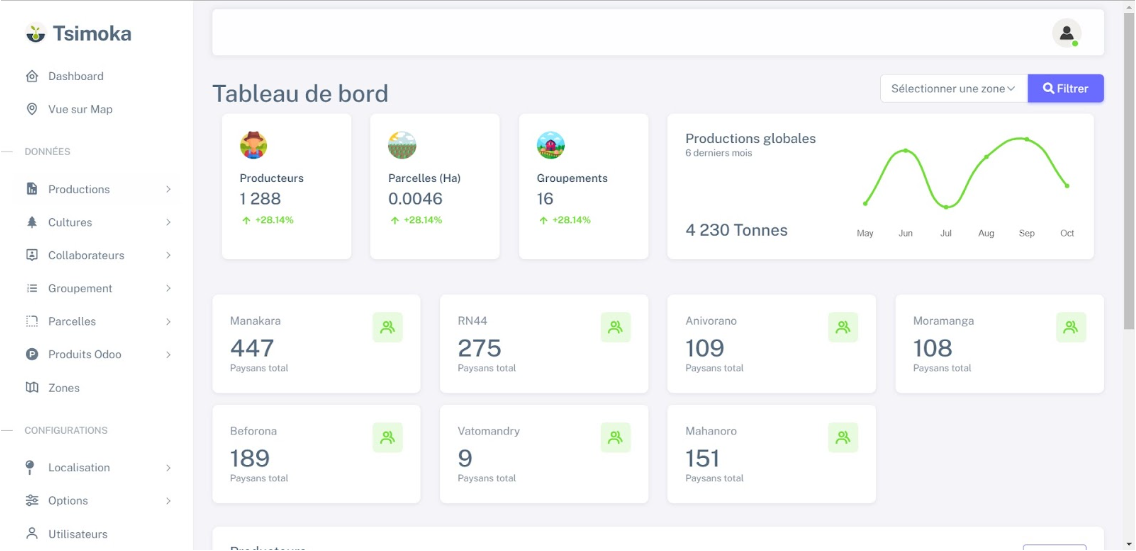 Tsimoka
Dashboard
Vue sur Map
DONNÉES
Productions
Cultures
Collaborateurs
Groupement
Parcelles
Produits Odoo
Zones
CONFIGURATIONS
Localisation
Options
Utilisateurs
Tableau de bord
Sélectionner une zone
Filtrer
Producteurs
1 288
+28.14%
Parcelles (Ha)
0.0046
+28.14%
Groupements
16
+28.14%
Productions globales
6 derniers mois
4 230 Tonnes
May Jun Jul Aug Sep Oct
Manakara
447
Paysans total
RN44
275
Paysans total
Anivorano
109
Paysans total
Moramanga
108
Paysans total
Beforona
189
Paysans total
Vatomandry
9
Paysans total
Mahanoro
151
Paysans total
Producteurs